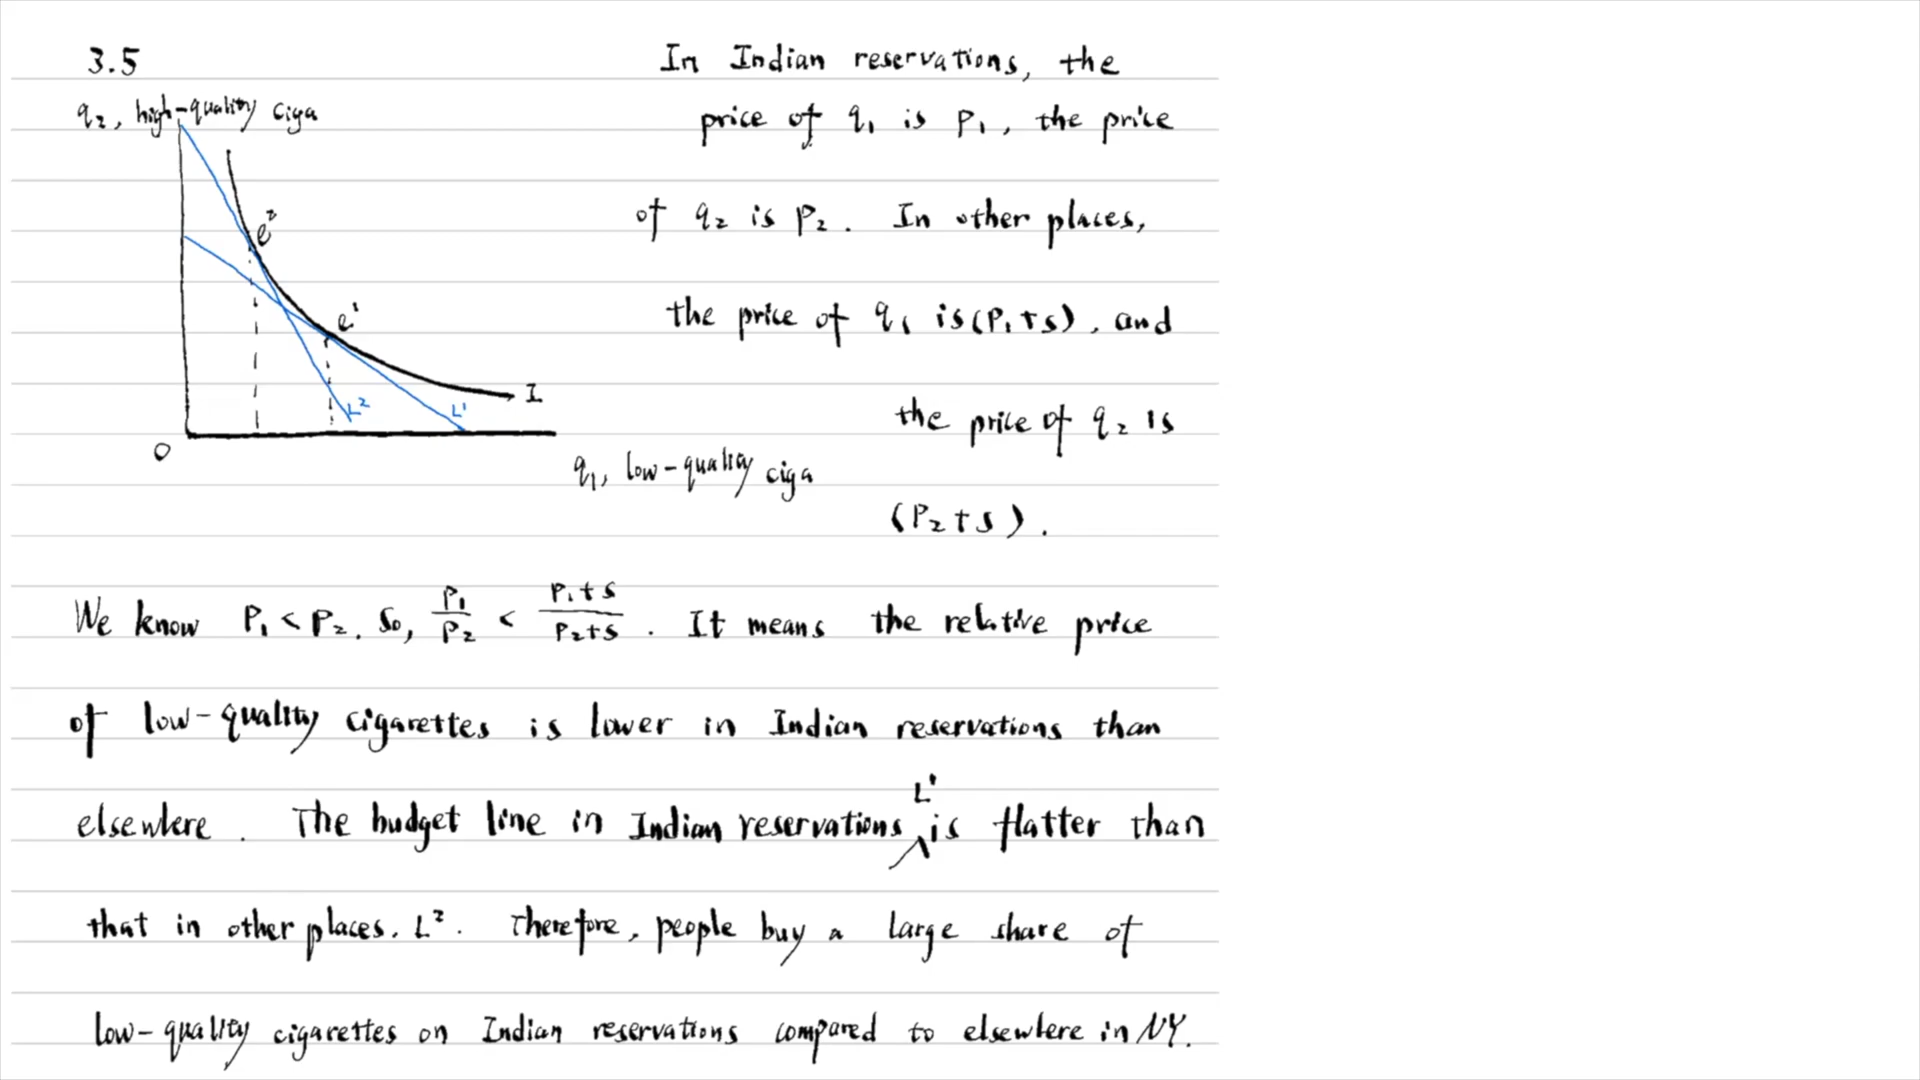 3.5
q₂, high-quality ciga
e²
e¹
I
L²
L¹
O
q₁, low-quality ciga
In Indian reservations, the
price of q₁ is P₁, the price
of q₂ is P₂. In other places,
the price of q₁ is (P₁+s), and
the price of q₂ is
(P₂+s).
We know P₁ < P₂. So, P₁/P₂ < P₁+s/P₂+s. It means the relative price
of low-quality cigarettes is lower in Indian reservations than
elsewhere. The budget line in Indian reservations L¹ is flatter than
that in other places, L². Therefore, people buy a large share of
low-quality cigarettes on Indian reservations compared to elsewhere in NY.